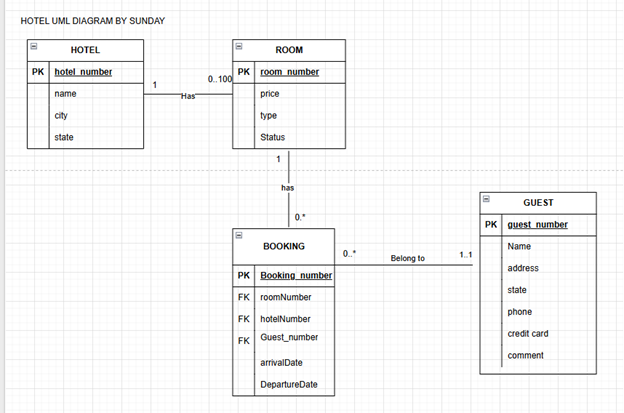 HOTEL UML DIAGRAM BY SUNDAY
HOTEL
PK hotel_number
name
city
state
1
Has
0..100
ROOM
PK room_number
price
type
Status
1
has
0.*
BOOKING
PK Booking_number
FK roomNumber
FK hotelNumber
FK Guest_number
arrivalDate
DepartureDate
0..*
Belong to
1..1
GUEST
PK guest_number
Name
address
state
phone
credit card
comment